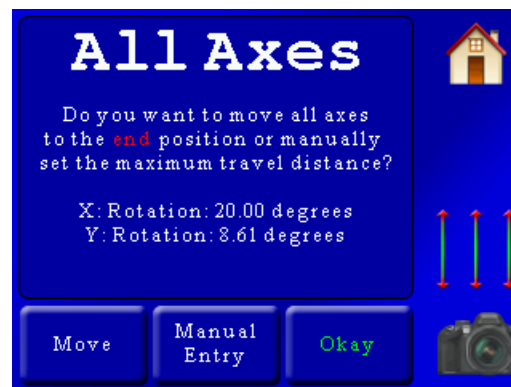 All Axes
Do you want to move all axes
to the end position or manually
set the maximum travel distance?
X: Rotation: 20.00 degrees
Y: Rotation: 8.61 degrees
Move
Manual
Entry
Okay